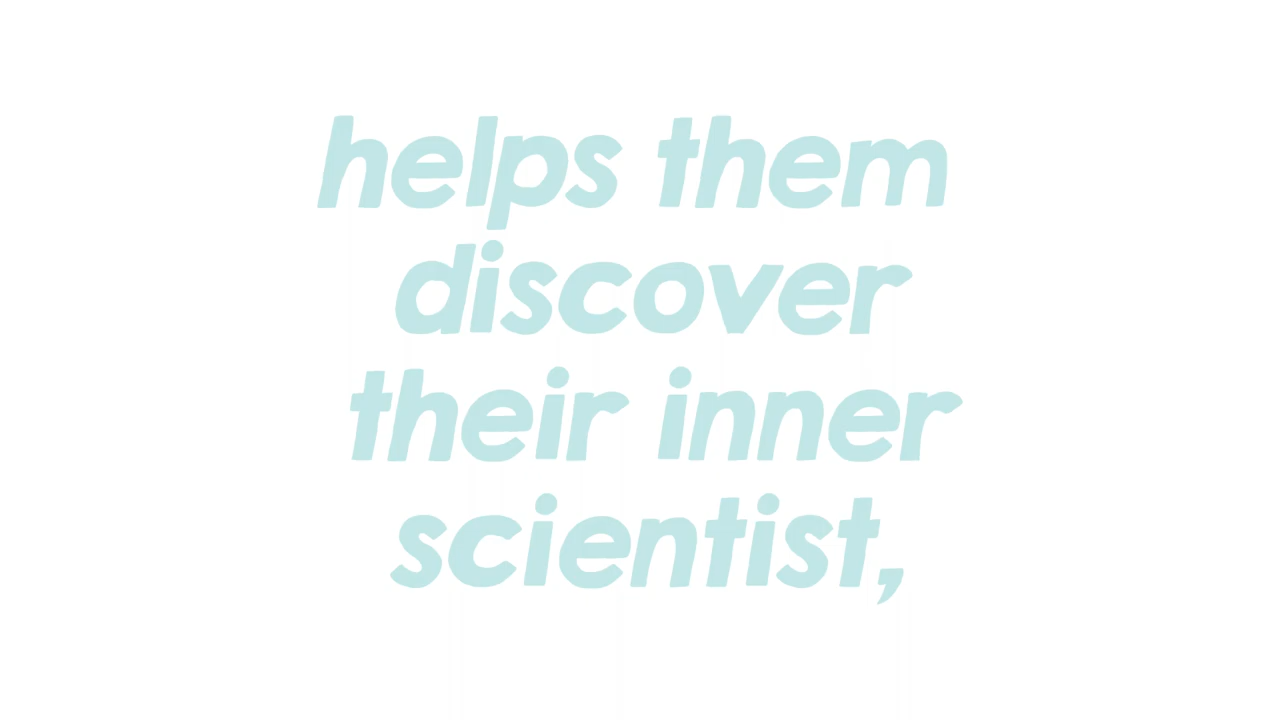 helps them
discover
their inner
scientist,